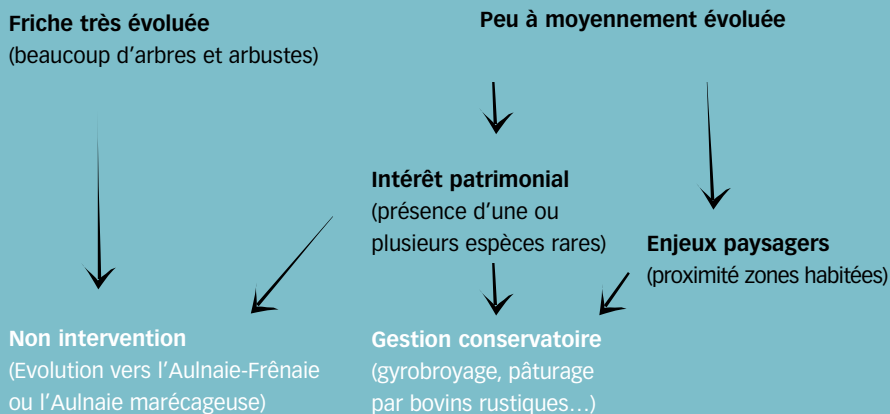 Friche très évoluée
(beaucoup d'arbres et arbustes)
Peu à moyennement évoluée
Intérêt patrimonial
(présence d'une ou
plusieurs espèces rares)
Enjeux paysagers
(proximité zones habitées)
Non intervention
(Evolution vers l'Aulnaie-Frênaie
ou l'Aulnaie marécageuse)
Gestion conservatoire
(gyrobroyage, pâturage
par bovins rustiques…)